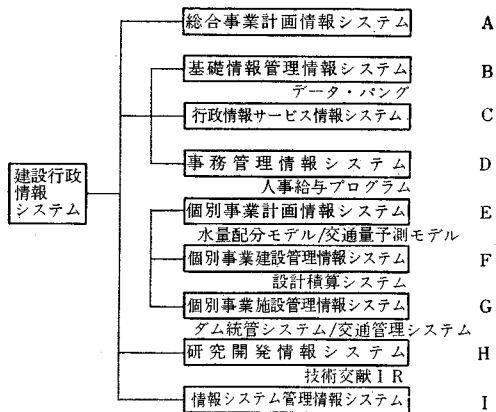 総合事業計画情報システム A
基礎情報管理情報システム B
データ・パング
行政情報サービス情報システム C
建設行政
情報
システム
事務管理情報システム D
人事給与プログラム
個別事業計画情報システム E
水量配分モデル/交通量予測モデル
個別事業建設管理情報システム F
設計積算システム
個別事業施設管理情報システム G
ダム統管システム/交通管理システム
研究開発情報システム H
技術交献IR
情報システム管理情報システム I